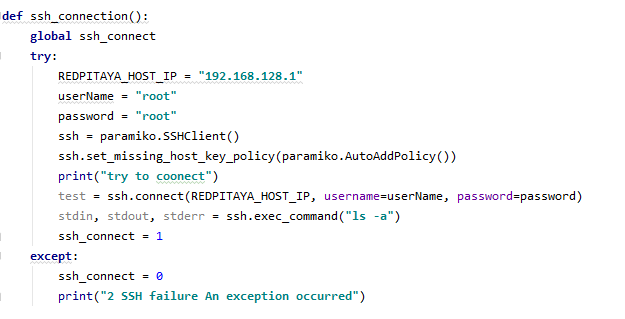 def ssh_connection():
    global ssh_connect
    try:
        REDPITAYA_HOST_IP = "192.168.128.1"
        userName = "root"
        password = "root"
        ssh = paramiko.SSHClient()
        ssh.set_missing_host_key_policy(paramiko.AutoAddPolicy())
        print("try to coonect")
        test = ssh.connect(REDPITAYA_HOST_IP, username=userName, password=password)
        stdin, stdout, stderr = ssh.exec_command("ls -a")
        ssh_connect = 1
    except:
        ssh_connect = 0
        print("2 SSH failure An exception occurred")